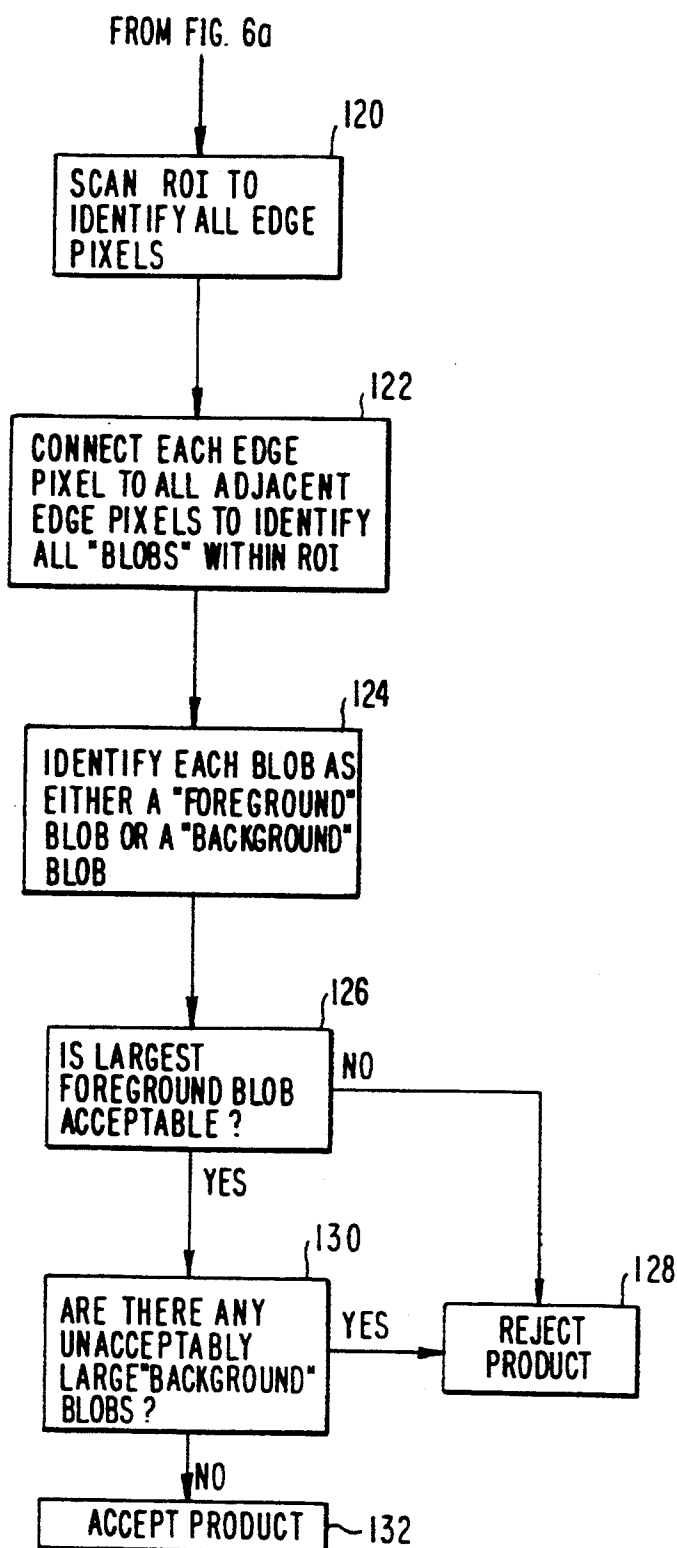 FROM FIG. 6a
120
SCAN ROI TO
IDENTIFY ALL EDGE
PIXELS
122
CONNECT EACH EDGE
PIXEL TO ALL ADJACENT
EDGE PIXELS TO IDENTIFY
ALL "BLOBS" WITHIN ROI
124
IDENTIFY EACH BLOB AS
EITHER A "FOREGROUND"
BLOB OR A "BACKGROUND"
BLOB
126
IS LARGEST
FOREGROUND BLOB
ACCEPTABLE ?
NO
YES
130
ARE THERE ANY
UNACCEPTABLY
LARGE "BACKGROUND"
BLOBS ?
YES
128
REJECT
PRODUCT
NO
ACCEPT PRODUCT
132